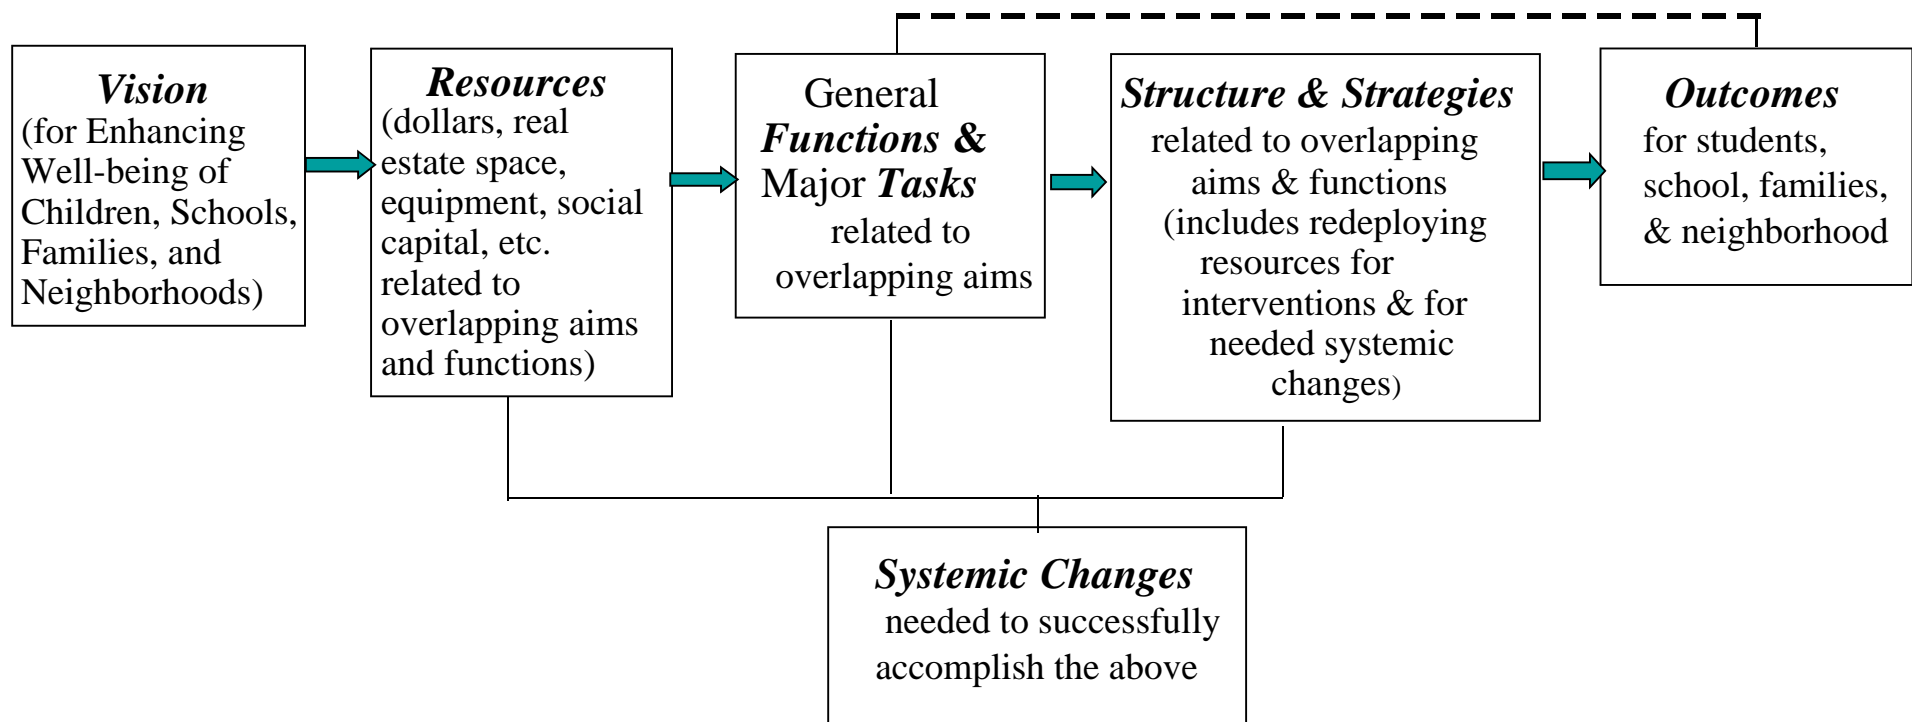 Vision
(for Enhancing
Well-being of
Children, Schools,
Families, and
Neighborhoods)
Resources
(dollars, real
estate space,
equipment, social
capital, etc.
related to
overlapping aims
and functions)
General
Functions &
Major Tasks
related to
overlapping aims
Structure & Strategies
related to overlapping
aims & functions
(includes redeploying
resources for
interventions & for
needed systemic
changes)
Outcomes
for students,
school, families,
& neighborhood
Systemic Changes
needed to successfully
accomplish the above